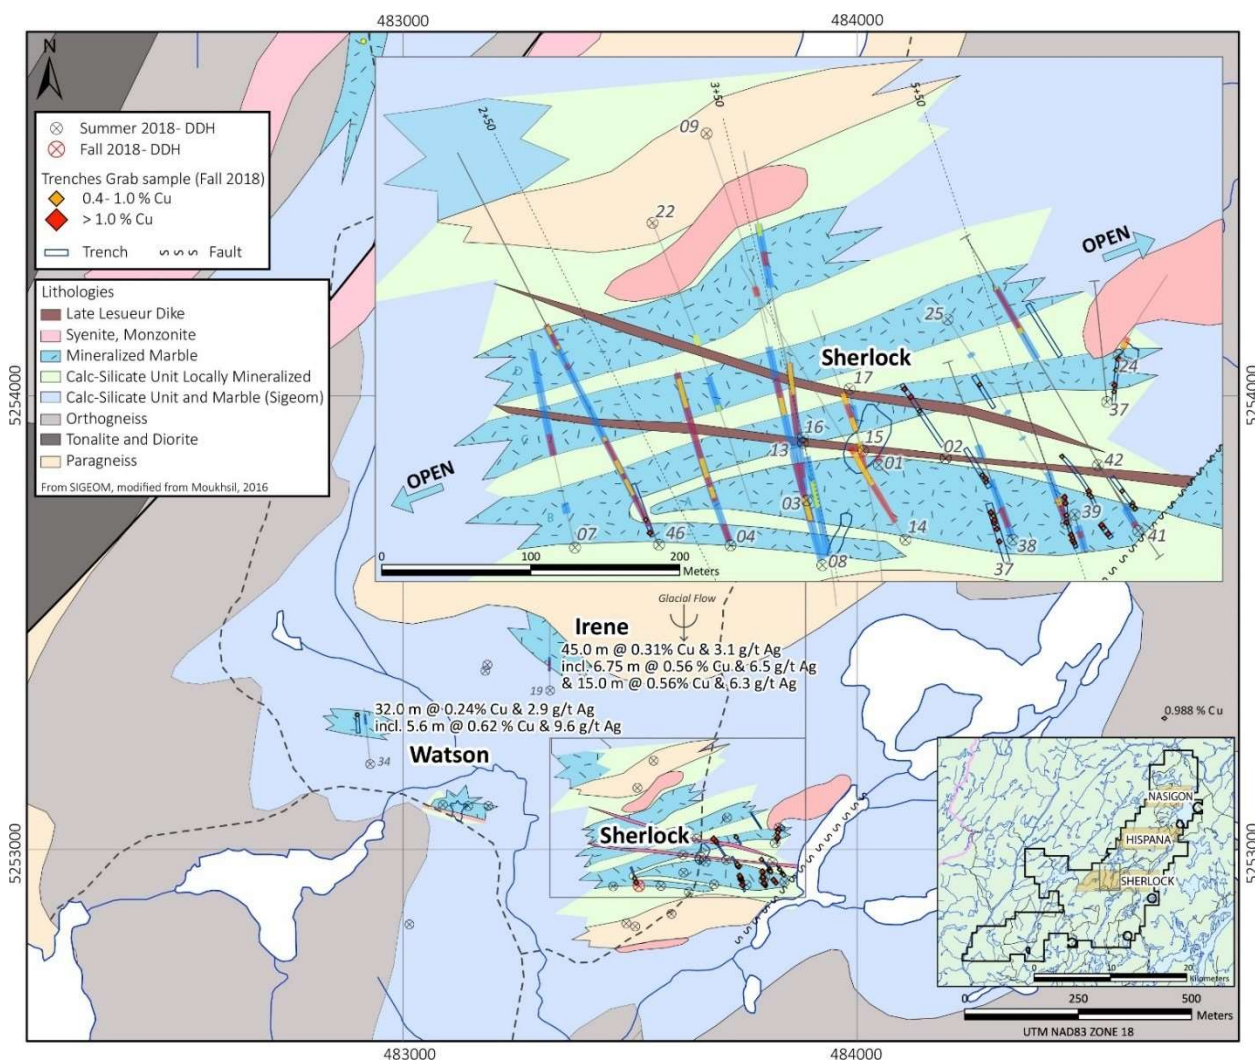 483000
484000
N
Summer 2018- DDH
Fall 2018- DDH
Trenches Grab sample (Fall 2018)
0.4- 1.0 % Cu
> 1.0 % Cu
Trench
Fault
Lithologies
Late Lesueur Dike
Syenite, Monzonite
Mineralized Marble
Calc-Silicate Unit Locally Mineralized
Calc-Silicate Unit and Marble (Sigeom)
Orthogneiss
Tonalite and Diorite
Paragneiss
From SIGEOM, modified from Moukhsil, 2016
2+50
3+50
5+50
09
22
OPEN
25
Sherlock
17
24
37
16
13
15
01
02
42
OPEN
03
39
07
46
04
08
14
37
38
41
0
100
200
Meters
5254000
5254000
Glacial Flow
Irene
45.0 m @ 0.31% Cu & 3.1 g/t Ag
incl. 6.75 m @ 0.56 % Cu & 6.5 g/t Ag
& 15.0 m @ 0.56% Cu & 6.3 g/t Ag
19
32.0 m @ 0.24% Cu & 2.9 g/t Ag
incl. 5.6 m @ 0.62 % Cu & 9.6 g/t Ag
Watson
34
0.988 % Cu
Sherlock
5253000
5253000
NASIGON
HISPANA
SHERLOCK
0
10
20
Kilometers
0
250
500
Meters
UTM NAD83 ZONE 18
483000
484000